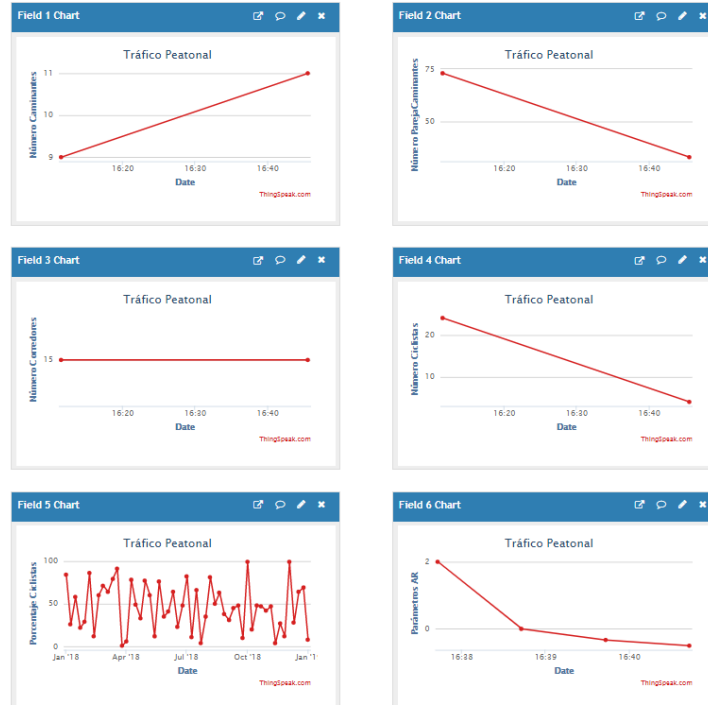 Field 1 Chart
Tráfico Peatonal
Número Caminantes
11
10
9
16:20 16:30 16:40
Date
ThingSpeak.com
Field 2 Chart
Tráfico Peatonal
Número ParejaCaminantes
75
50
16:20 16:30 16:40
Date
ThingSpeak.com
Field 3 Chart
Tráfico Peatonal
Número Corredores
15
16:20 16:30 16:40
Date
ThingSpeak.com
Field 4 Chart
Tráfico Peatonal
Número Ciclistas
20
10
16:20 16:30 16:40
Date
ThingSpeak.com
Field 5 Chart
Tráfico Peatonal
Porcentaje Ciclistas
100
50
0
Jan '18 Apr '18 Jul '18 Oct '18 Jan '1
Date
ThingSpeak.com
Field 6 Chart
Tráfico Peatonal
Parámetros AR
2
0
16:38 16:39 16:40
Date
ThingSpeak.com